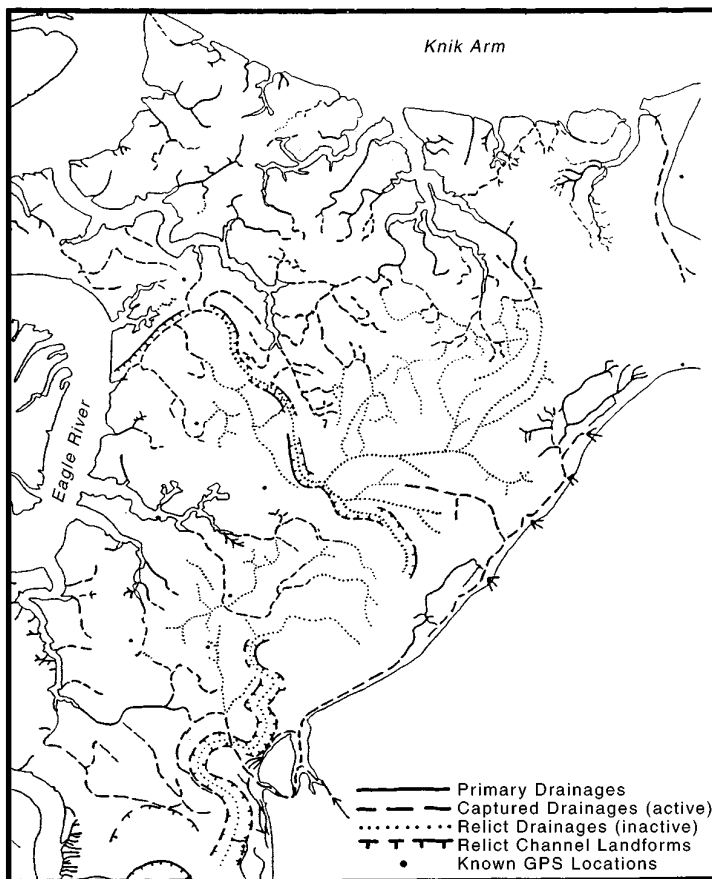 Knik Arm
Eagle River
Primary Drainages
Captured Drainages (active)
Relict Drainages (inactive)
Relict Channel Landforms
Known GPS Locations